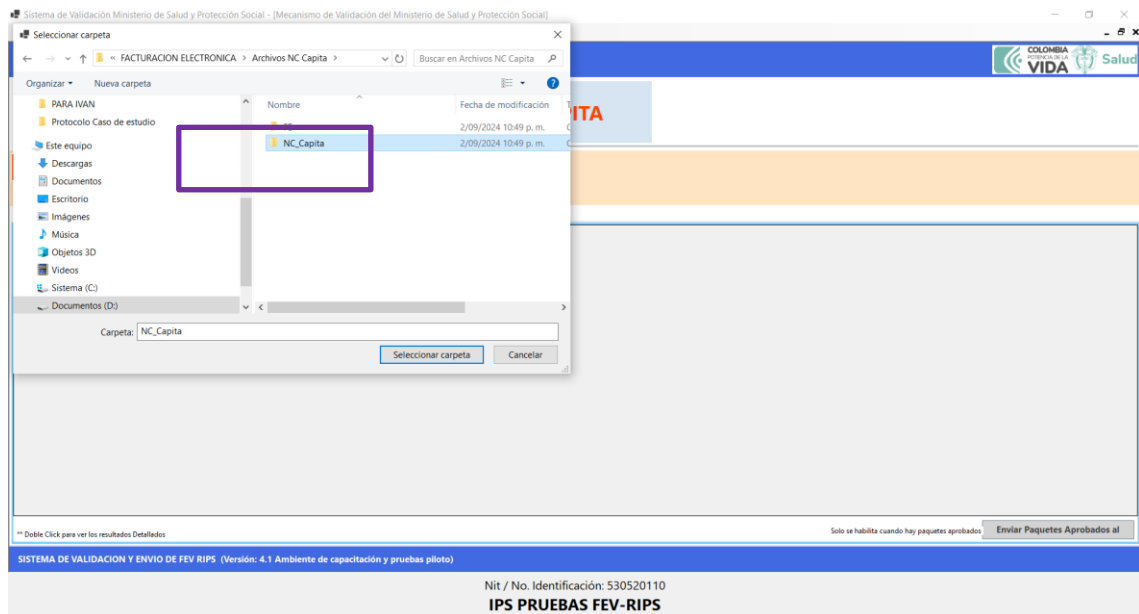 Sistema de Validación Ministerio de Salud y Protección Social - [Mecanismo de Validación del Ministerio de Salud y Protección Social]
Seleccionar carpeta
« FACTURACION ELECTRONICA > Archivos NC Capita >
Buscar en Archivos NC Capita
COLOMBIA
POTENCIA DE LA
VIDA
Salud
Organizar
Nueva carpeta
ITA
PARA IVAN
Protocolo Caso de estudio
Este equipo
Descargas
Documentos
Escritorio
Imágenes
Música
Objetos 3D
Videos
Sistema (C:)
Documentos (D:)
Nombre
Fecha de modificación
2/09/2024 10:49 p. m.
NC_Capita
2/09/2024 10:49 p. m.
Carpeta: NC_Capita
Seleccionar carpeta
Cancelar
** Doble Click para ver los resultados Detallados
Solo se habilita cuando hay paquetes aprobados
Enviar Paquetes Aprobados al
SISTEMA DE VALIDACION Y ENVIO DE FEV RIPS (Versión: 4.1 Ambiente de capacitación y pruebas piloto)
Nit / No. Identificación: 530520110
IPS PRUEBAS FEV-RIPS